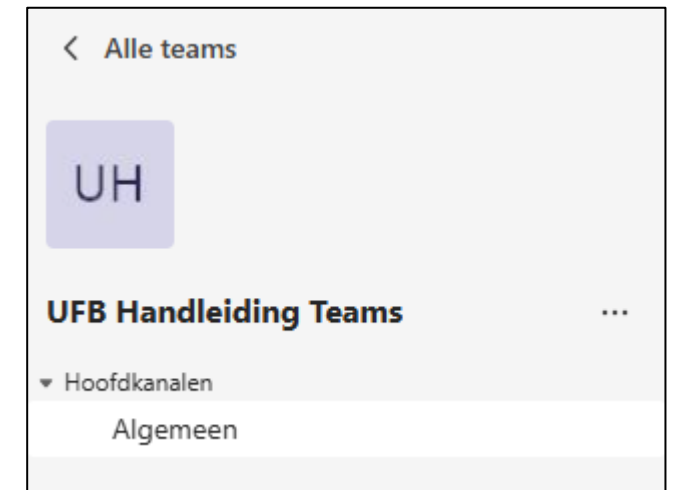 Alle teams
UH
UFB Handleiding Teams
Hoofdkanalen
Algemeen